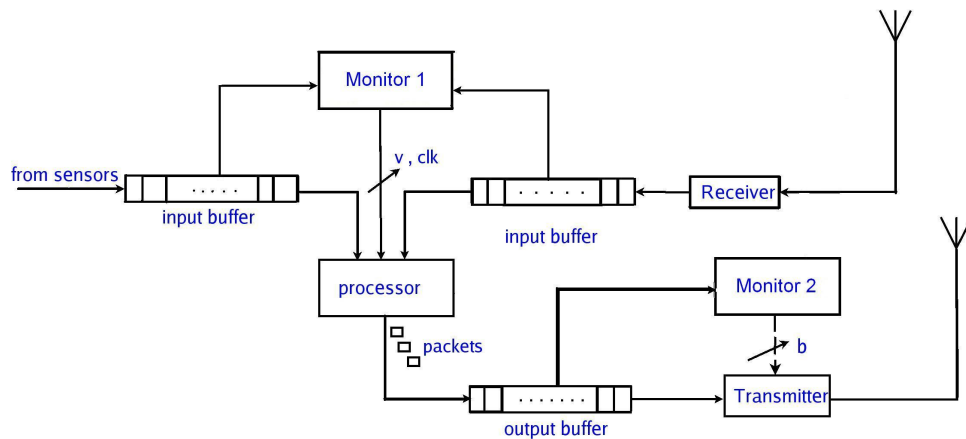 Monitor 1
from sensors
v , clk
. . . . .
input buffer
. . . . . .
input buffer
Receiver
processor
packets
Monitor 2
b
. . . . . . .
output buffer
Transmitter